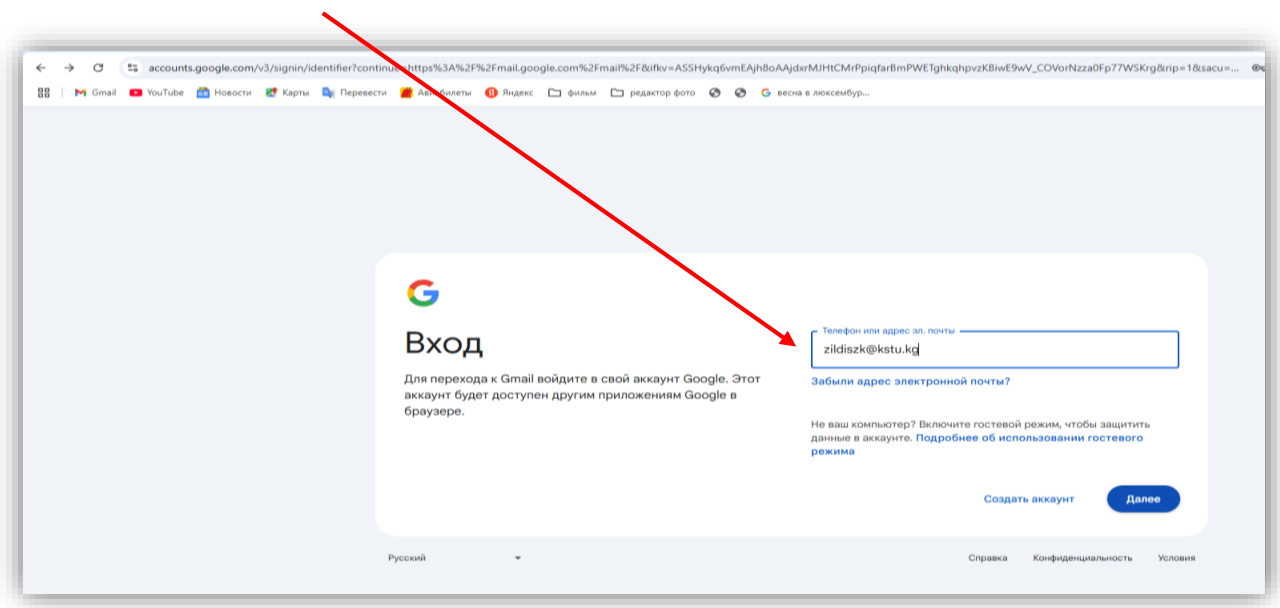 accounts.google.com/v3/signin/identifier?continue=https%3A%2F%2Fmail.google.com%2Fmail%2F&ifkv=ASSHykq6vmEAjh8oAAjdxrMJHtCMrPpiqfarBmPWETghkqhpvzKBiwE9wV_COVorNzza0Fp77WSKrg&rip=1&sacu=...
Gmail YouTube Новости Карты Перевести Авиабилеты Яндекс фильм редактор фото весна в люксембур...
Вход
Для перехода к Gmail войдите в свой аккаунт Google. Этот
аккаунт будет доступен другим приложениям Google в
браузере.
Телефон или адрес эл. почты
zildiszk@kstu.kg
Забыли адрес электронной почты?
Не ваш компьютер? Включите гостевой режим, чтобы защитить
данные в аккаунте. Подробнее об использовании гостевого
режима
Создать аккаунт Далее
Русский Справка Конфиденциальность Условия